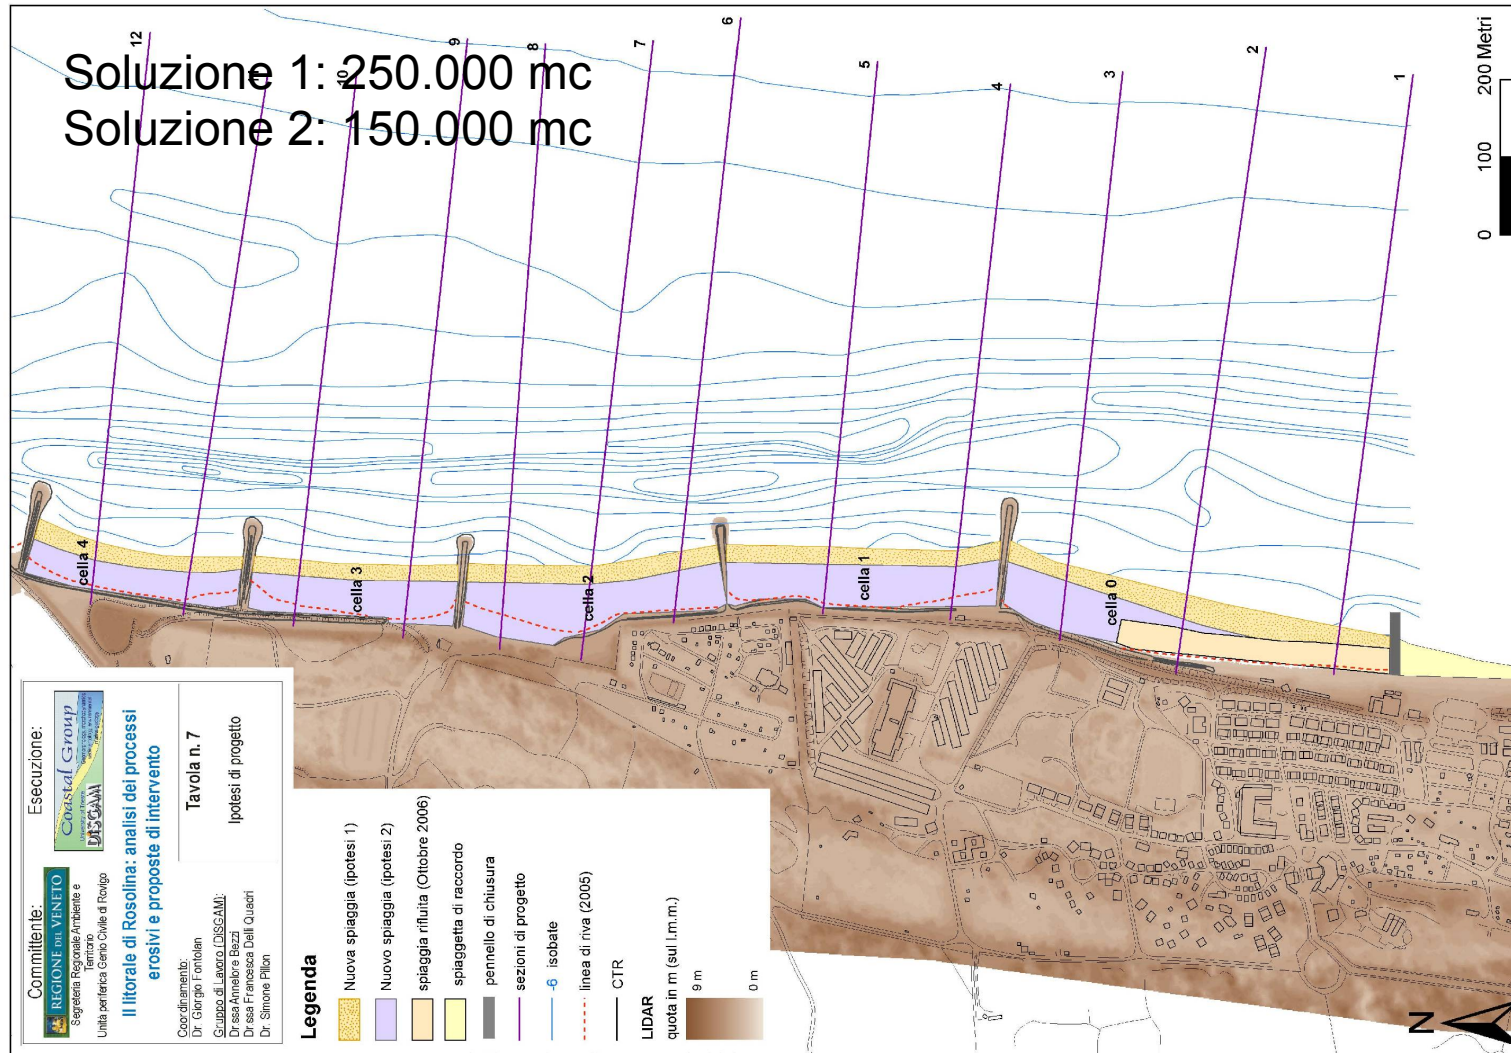 Soluzione 1: 250.000 mc
Soluzione 2: 150.000 mc
12
11
10
9
8
7
6
5
4
3
2
1
0 100 200 Metri
cella 4
cella 3
cella 2
cella 1
cella 0
Committente:
REGIONE DEL VENETO
Segreteria Regionale Ambiente e
Territorio
Unità periferica Genio Civile di Rovigo
Esecuzione:
Coastal Group
University of Trieste
DISGAM
Il litorale di Rosolina: analisi dei processi
erosivi e proposte di intervento
Coordinamento:
Dr. Giorgio Fontolan
Gruppo di Lavoro (DISGAM):
Dr.ssa Annelore Bezzi
Dr.ssa Francesca Delli Quadri
Dr. Simone Pillon
Tavola n. 7
Ipotesi di progetto
Legenda
Nuova spiaggia (ipotesi 1)
Nuovo spiaggia (ipotesi 2)
spiaggia rifluita (Ottobre 2006)
spiaggetta di raccordo
pennello di chiusura
sezioni di progetto
-6 isobate
linea di riva (2005)
CTR
LIDAR
quota in m (sul l.m.m.)
9 m
0 m
N